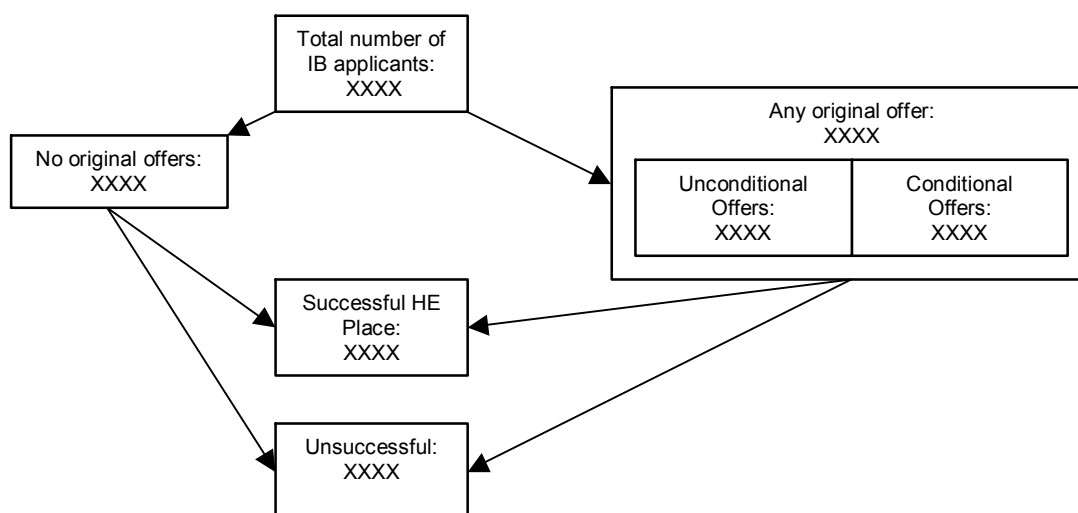 Total number of
IB applicants:
XXXX
Any original offer:
XXXX
No original offers:
XXXX
Unconditional
Offers:
XXXX
Conditional
Offers:
XXXX
Successful HE
Place:
XXXX
Unsuccessful:
XXXX